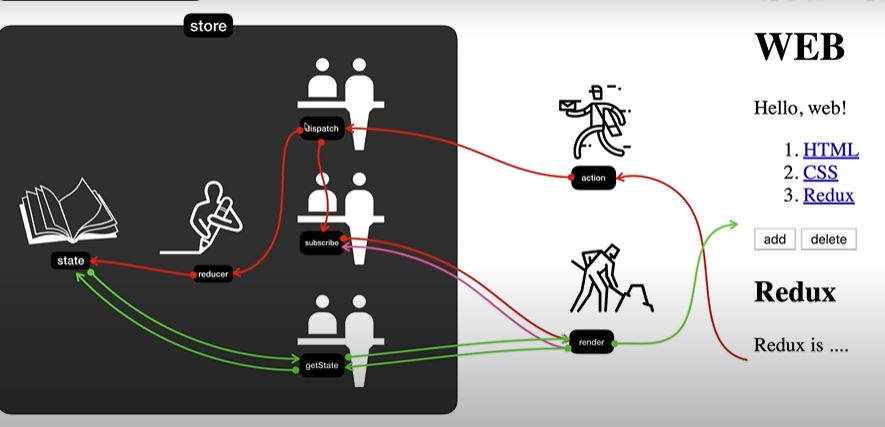 store
dispatch
action
subscribe
state
reducer
getState
render
WEB
Hello, web!
1. HTML
2. CSS
3. Redux
add delete
Redux
Redux is ....